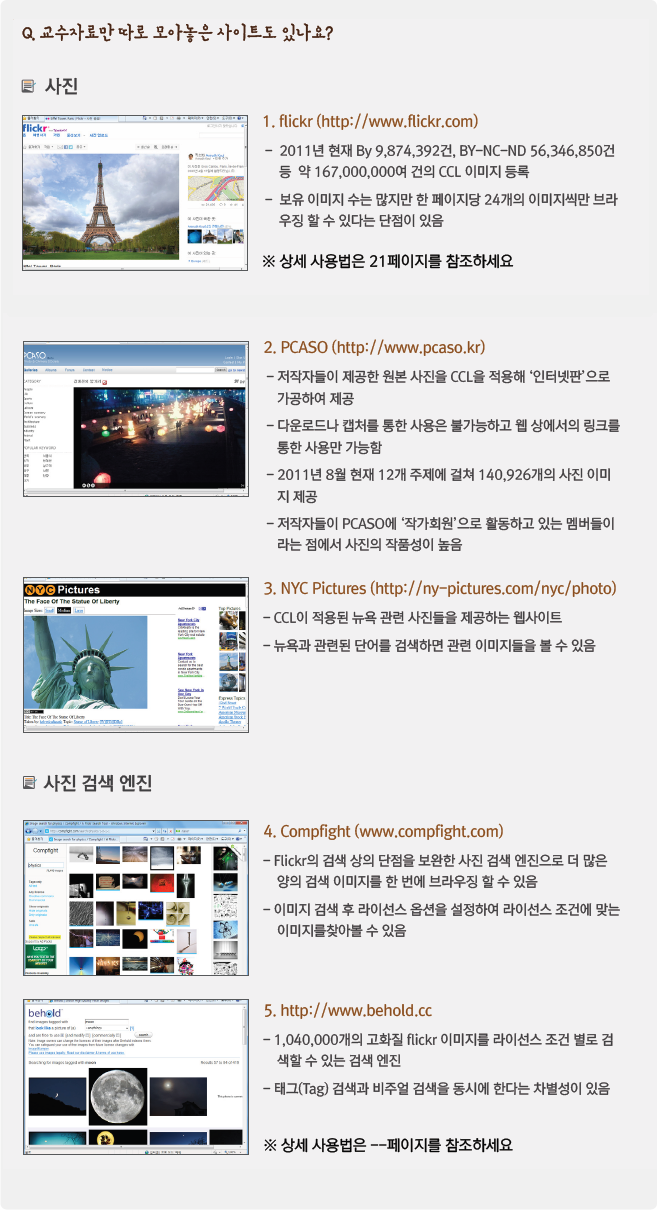 Q. 교수자료만 따로 모아놓은 사이트도 있나요?
사진
1. flickr (http://www.flickr.com)
- 2011년 현재 By 9,874,392건, BY-NC-ND 56,346,850건
등 약 167,000,000여 건의 CCL 이미지 등록
- 보유 이미지 수는 많지만 한 페이지당 24개의 이미지씩만 브라
우징 할 수 있다는 단점이 있음
※ 상세 사용법은 21페이지를 참조하세요
flickr
2. PCASO (http://www.pcaso.kr)
- 저작자들이 제공한 원본 사진을 CCL을 적용해 ‘인터넷판’으로
가공하여 제공
- 다운로드나 캡처를 통한 사용은 불가능하고 웹 상에서의 링크를
통한 사용만 가능함
- 2011년 8월 현재 12개 주제에 걸쳐 140,926개의 사진 이미
지 제공
- 저작자들이 PCASO에 ‘작가회원’으로 활동하고 있는 멤버들이
라는 점에서 사진의 작품성이 높음
PCASO
3. NYC Pictures (http://ny-pictures.com/nyc/photo)
- CCL이 적용된 뉴욕 관련 사진들을 제공하는 웹사이트
- 뉴욕과 관련된 단어를 검색하면 관련 이미지들을 볼 수 있음
NYC Pictures
The Face Of The Statue Of Liberty
사진 검색 엔진
4. Compfight (www.compfight.com)
- Flickr의 검색 상의 단점을 보완한 사진 검색 엔진으로 더 많은
양의 검색 이미지를 한 번에 브라우징 할 수 있음
- 이미지 검색 후 라이선스 옵션을 설정하여 라이선스 조건에 맞는
이미지를찾아볼 수 있음
Compfight
5. http://www.behold.cc
- 1,040,000개의 고화질 flickr 이미지를 라이선스 조건 별로 검
색할 수 있는 검색 엔진
- 태그(Tag) 검색과 비주얼 검색을 동시에 한다는 차별성이 있음
※ 상세 사용법은 --페이지를 참조하세요
behold